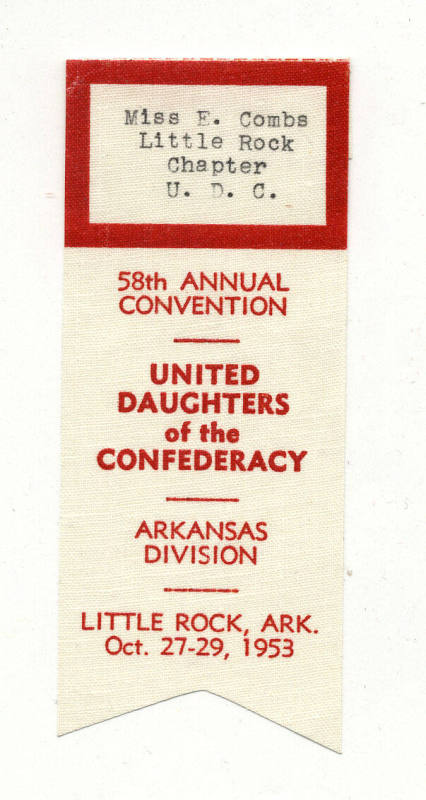 Miss E. Combs
Little Rock
Chapter
U. D. C.
58th ANNUAL
CONVENTION
UNITED
DAUGHTERS
of the
CONFEDERACY
ARKANSAS
DIVISION
LITTLE ROCK, ARK.
Oct. 27-29, 1953